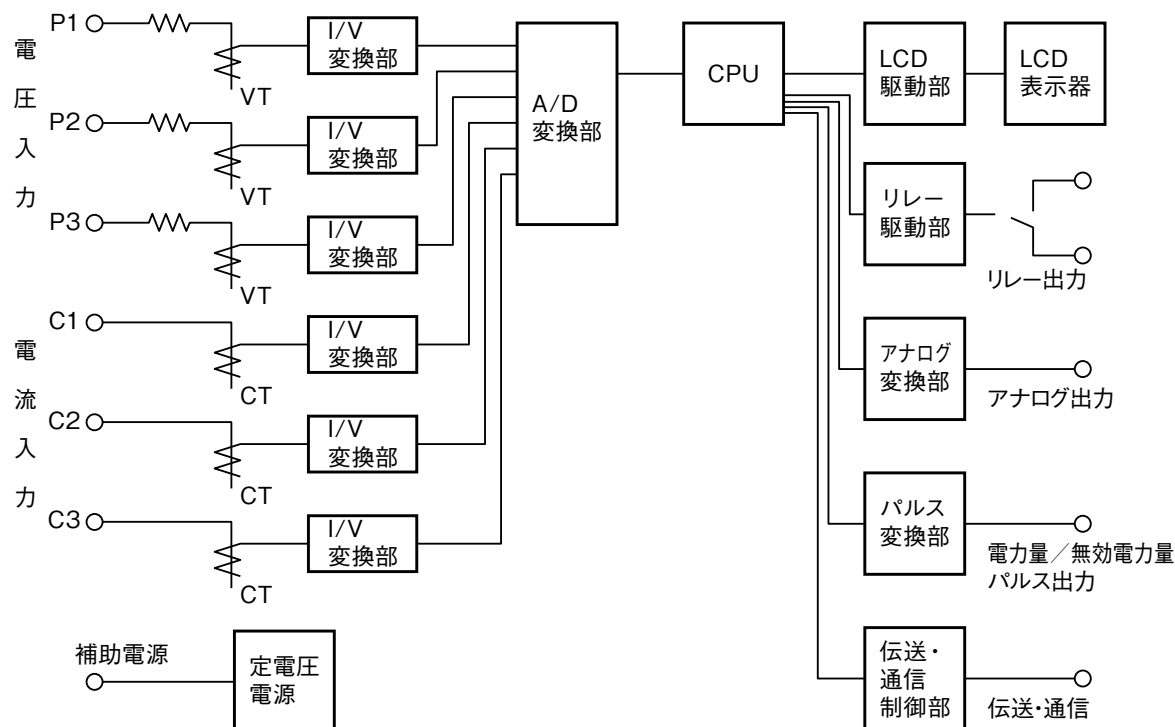 電圧入力
P1
VT
I/V
変換部
P2
VT
I/V
変換部
P3
VT
I/V
変換部
電流入力
C1
CT
I/V
変換部
C2
CT
I/V
変換部
C3
CT
I/V
変換部
補助電源
定電圧
電源
A/D
変換部
CPU
LCD
駆動部
LCD
表示器
リレー
駆動部
リレー出力
アナログ
変換部
アナログ出力
パルス
変換部
電力量／無効電力量
パルス出力
伝送・
通信
制御部
伝送・通信